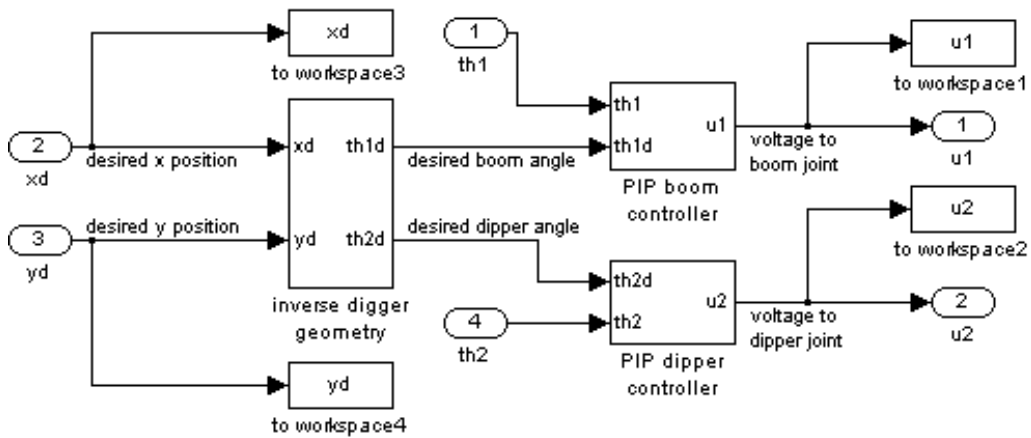 xd
to workspace3
1
th1
u1
to workspace1
2
xd
desired x position
xd
th1d
desired boom angle
th1
th1d
u1
PIP boom
controller
voltage to
boom joint
1
u1
3
yd
desired y position
yd
th2d
desired dipper angle
inverse digger
geometry
th2d
th2
u2
PIP dipper
controller
4
th2
u2
to workspace2
voltage to
dipper joint
2
u2
yd
to workspace4